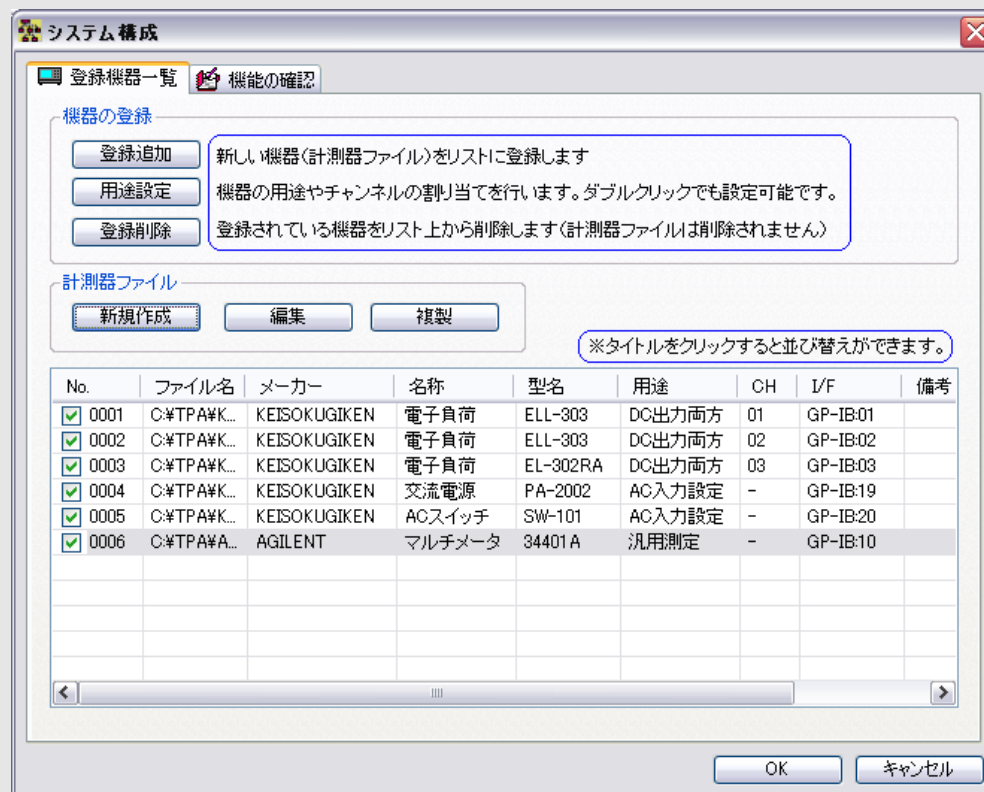 システム構成
登録機器一覧 機能の確認
機器の登録
登録追加 新しい機器(計測器ファイル)をリストに登録します
用途設定 機器の用途やチャンネルの割り当てを行います。ダブルクリックでも設定可能です。
登録削除 登録されている機器をリスト上から削除します(計測器ファイルは削除されません)
計測器ファイル
新規作成 編集 複製
※タイトルをクリックすると並び替えができます。
No. ファイル名 メーカー 名称 型名 用途 CH I/F 備考
0001 C:¥TPA¥K... KEISOKUGIKEN 電子負荷 ELL-303 DC出力両方 01 GP-IB:01
0002 C:¥TPA¥K... KEISOKUGIKEN 電子負荷 ELL-303 DC出力両方 02 GP-IB:02
0003 C:¥TPA¥K... KEISOKUGIKEN 電子負荷 EL-302RA DC出力両方 03 GP-IB:03
0004 C:¥TPA¥K... KEISOKUGIKEN 交流電源 PA-2002 AC入力設定 - GP-IB:19
0005 C:¥TPA¥K... KEISOKUGIKEN ACスイッチ SW-101 AC入力設定 - GP-IB:20
0006 C:¥TPA¥A... AGILENT マルチメータ 34401A 汎用測定 - GP-IB:10
OK キャンセル